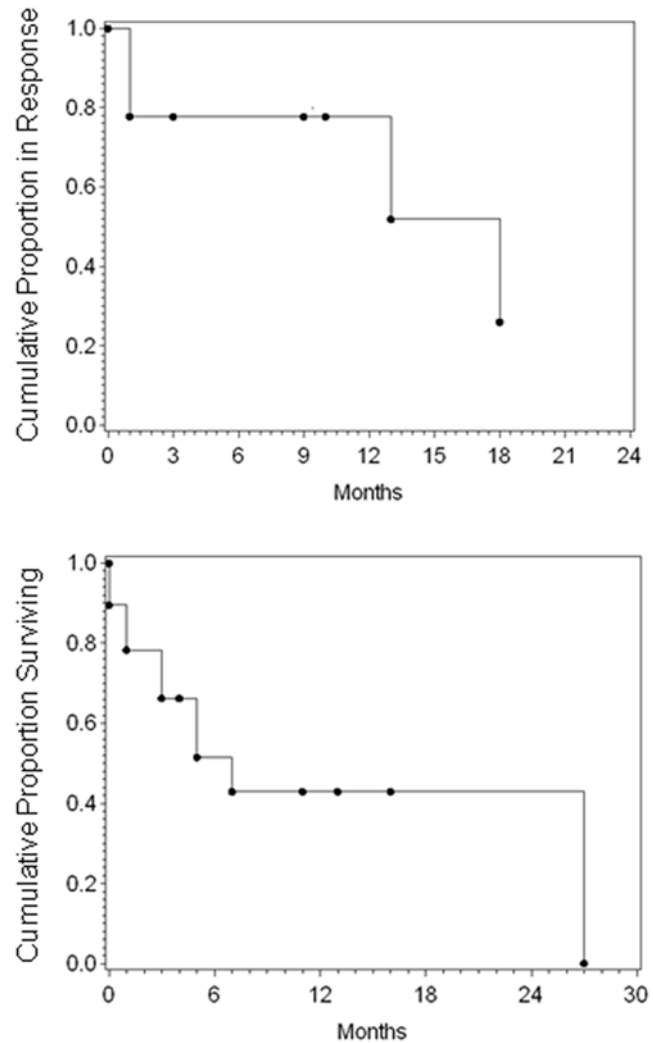 Cumulative Proportion in Response
1.0
0.8
0.6
0.4
0.2
0.0
0 3 6 9 12 15 18 21 24
Months
Cumulative Proportion Surviving
1.0
0.8
0.6
0.4
0.2
0.0
0 6 12 18 24 30
Months